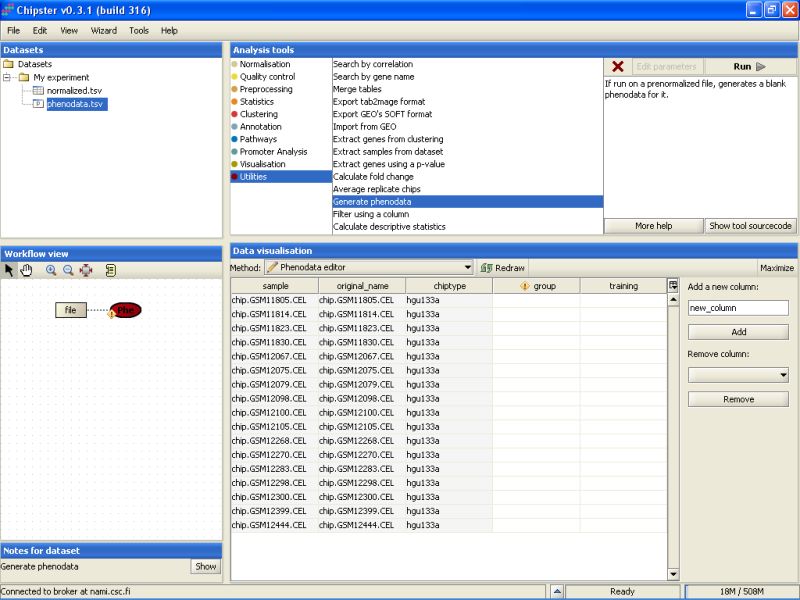 Chipster v0.3.1 (build 316)
File Edit View Wizard Tools Help
Datasets
Datasets
My experiment
normalized.tsv
phenodata.tsv
Analysis tools
Normalisation
Quality control
Preprocessing
Statistics
Clustering
Annotation
Pathways
Promoter Analysis
Visualisation
Utilities
Search by correlation
Search by gene name
Merge tables
Export tab2mage format
Export GEO's SOFT format
Import from GEO
Extract genes from clustering
Extract samples from dataset
Extract genes using a p-value
Calculate fold change
Average replicate chips
Generate phenodata
Filter using a column
Calculate descriptive statistics
Edit parameters Run
If run on a prenormalized file, generates a blank
phenodata for it.
More help Show tool sourcecode
Workflow view
file Phe
Notes for dataset
Generate phenodata Show
Data visualisation
Method: Phenodata editor Redraw Maximize
sample original_name chiptype group training
chip.GSM11805.CEL chip.GSM11805.CEL hgu133a
chip.GSM11814.CEL chip.GSM11814.CEL hgu133a
chip.GSM11823.CEL chip.GSM11823.CEL hgu133a
chip.GSM11830.CEL chip.GSM11830.CEL hgu133a
chip.GSM12067.CEL chip.GSM12067.CEL hgu133a
chip.GSM12075.CEL chip.GSM12075.CEL hgu133a
chip.GSM12079.CEL chip.GSM12079.CEL hgu133a
chip.GSM12098.CEL chip.GSM12098.CEL hgu133a
chip.GSM12100.CEL chip.GSM12100.CEL hgu133a
chip.GSM12105.CEL chip.GSM12105.CEL hgu133a
chip.GSM12268.CEL chip.GSM12268.CEL hgu133a
chip.GSM12270.CEL chip.GSM12270.CEL hgu133a
chip.GSM12283.CEL chip.GSM12283.CEL hgu133a
chip.GSM12298.CEL chip.GSM12298.CEL hgu133a
chip.GSM12300.CEL chip.GSM12300.CEL hgu133a
chip.GSM12399.CEL chip.GSM12399.CEL hgu133a
chip.GSM12444.CEL chip.GSM12444.CEL hgu133a
Add a new column:
new_column
Add
Remove column:
Remove
Connected to broker at nami.csc.fi Ready 18M / 508M